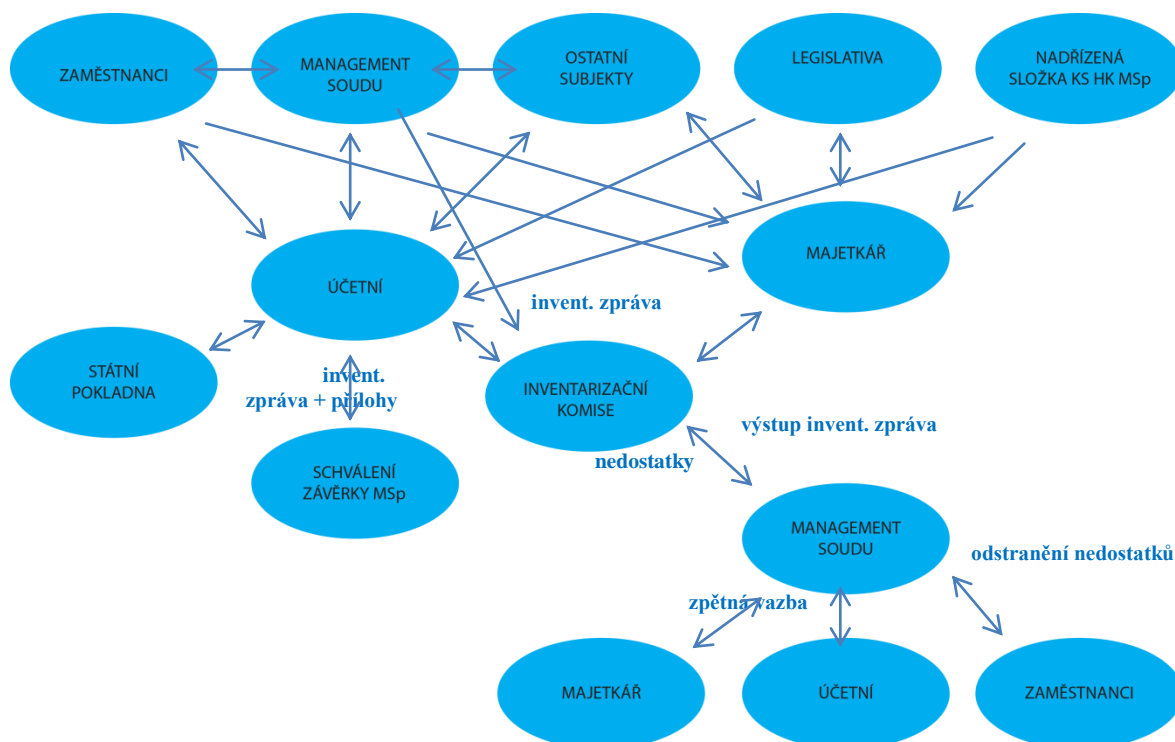 ZAMĚSTNANCI
MANAGEMENT
SOUDU
OSTATNÍ
SUBJEKTY
LEGISLATIVA
NADŘÍZENÁ
SLOŽKA KS HK MSp
MAJETKÁŘ
ÚČETNÍ
invent. zpráva
STÁTNÍ
POKLADNA
invent.
zpráva + přílohy
INVENTARIZAČNÍ
KOMISE
výstup invent. zpráva
nedostatky
SCHVÁLENÍ
ZÁVĚRKY MSp
MANAGEMENT
SOUDU
odstranění nedostatků
zpětná vazba
MAJETKÁŘ
ÚČETNÍ
ZAMĚSTNANCI